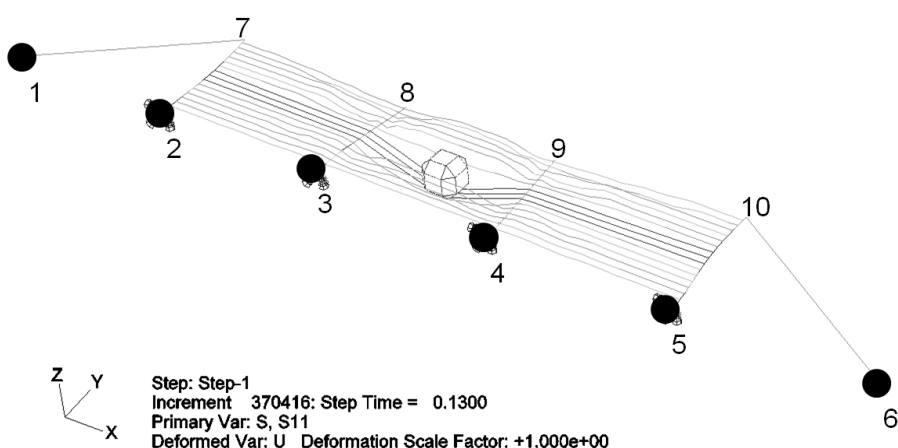 7
1
8
2
9
3
10
4
5
6
Z
Y
X
Step: Step-1
Increment 370416: Step Time = 0.1300
Primary Var: S, S11
Deformed Var: U Deformation Scale Factor: +1.000e+00